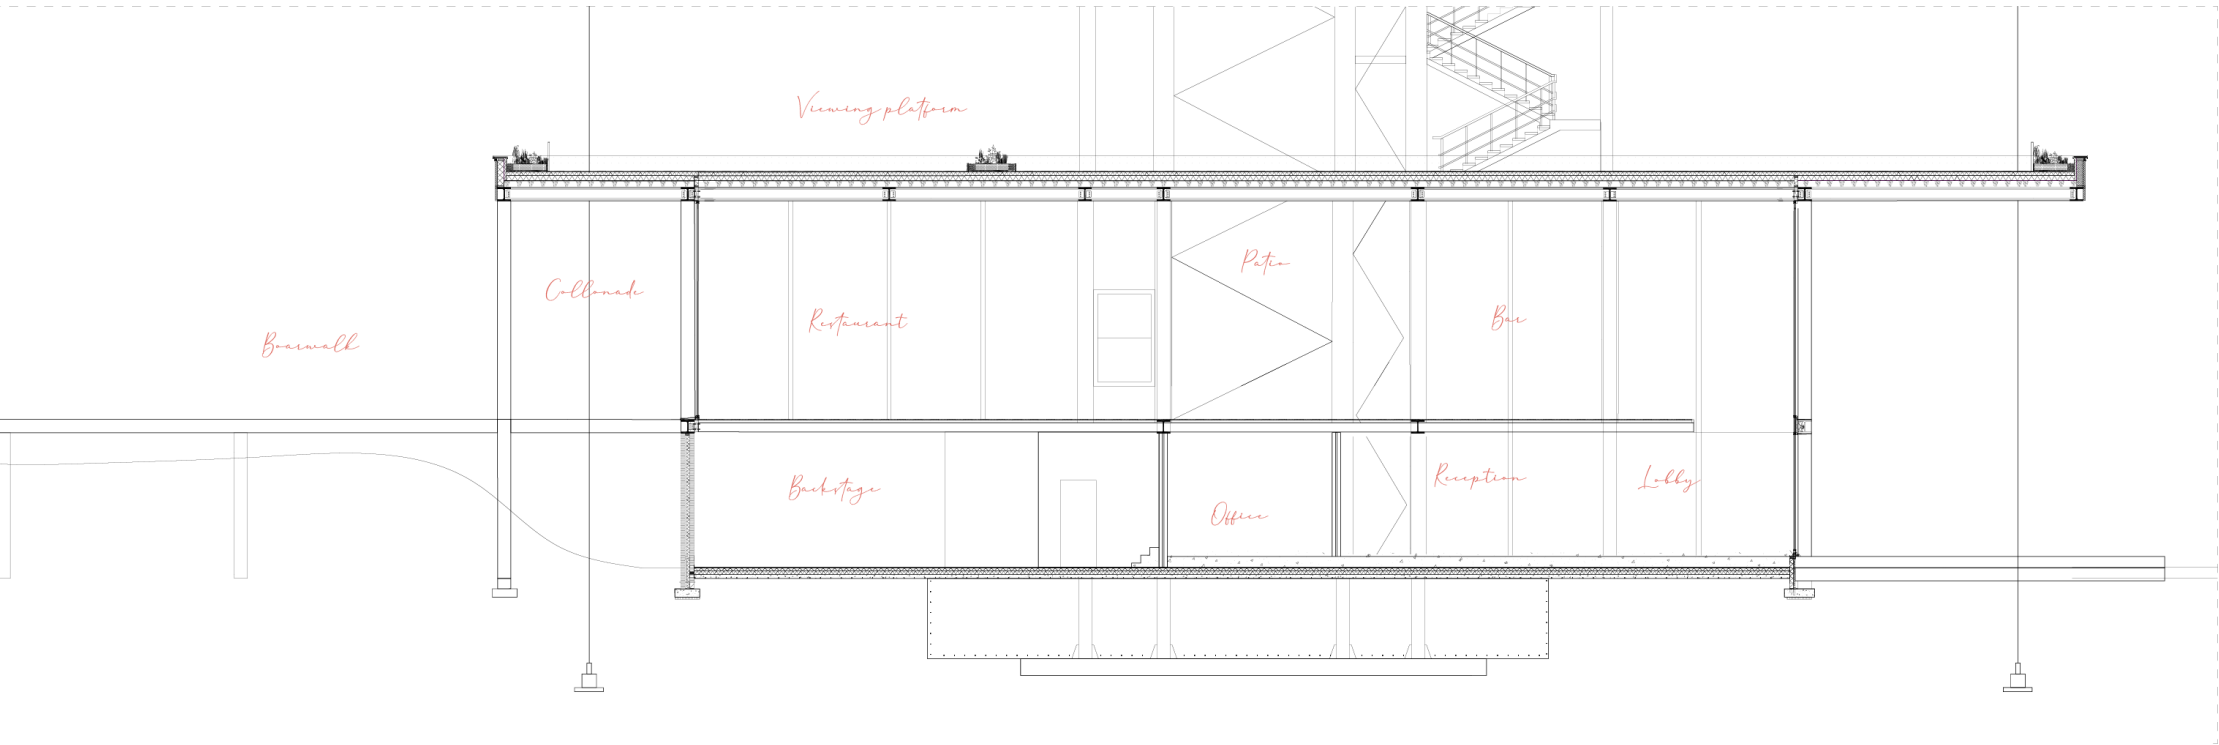 Viewing platform
Patio
Collonade
Restaurant
Bar
Boarwalk
Backstage
Reception
Lobby
Office